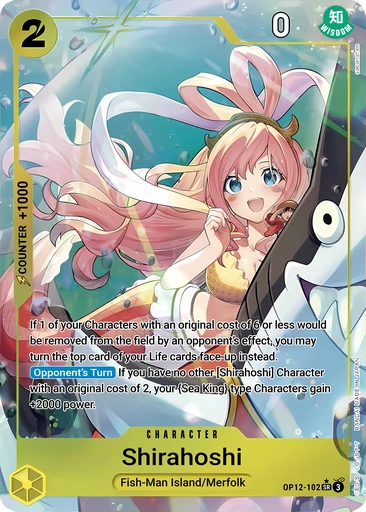 2
0
知
WISDOM
COUNTER +1000
If 1 of your Characters with an original cost of 6 or less would
be removed from the field by an opponent's effect, you may
turn the top card of your Life cards face-up instead.
Opponent's Turn If you have no other [Shirahoshi] Character
with an original cost of 2, your {Sea King} type Characters gain
+2000 power.
CHARACTER
Shirahoshi
Fish-Man Island/Merfolk
OP12-102 SR 3